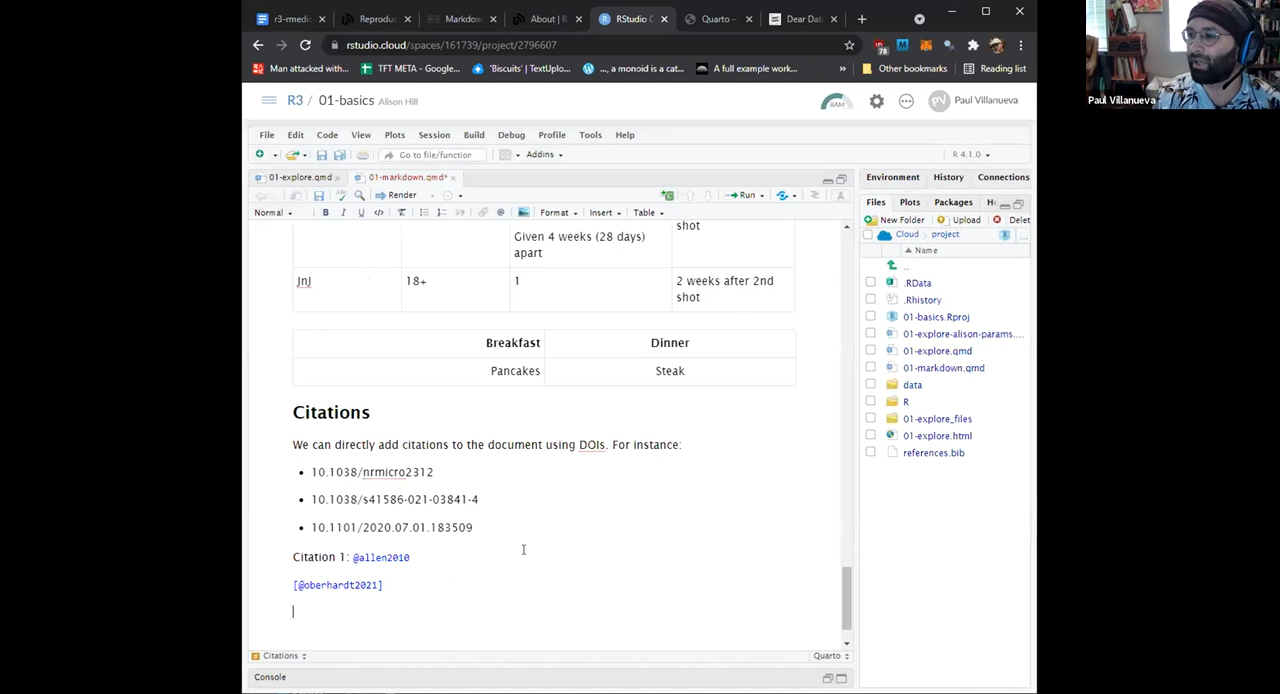 r3-rmedic
Reproduc
Markdow
About | R
RStudio C
Quarto –
Dear Dat
rstudio.cloud/spaces/161739/project/2796607
78
Man attacked with...
TFT META - Google...
'Biscuits' | TextUplo...
..., a monoid is a cat...
A full example work...
»
Other bookmarks
Reading list
Paul Villanueva
R3 / 01-basics Alison Hill
RAM
PV Paul Villanueva
File Edit Code View Plots Session Build Debug Profile Tools Help
Go to file/function
Addins
R 4.1.0
01-explore.qmd
01-markdown.qmd*
Render
Run
Normal
B I U </>
Format
Insert
Table
Given 4 weeks (28 days) apart
shot
JnJ
18+
1
2 weeks after 2nd shot
Breakfast Dinner
Pancakes Steak
Citations
We can directly add citations to the document using DOIs. For instance:
• 10.1038/nrmicro2312
• 10.1038/s41586-021-03841-4
• 10.1101/2020.07.01.183509
Citation 1: @allen2010
[@oberhardt2021]
Citations
Quarto
Console
Environment History Connections
Files Plots Packages H
New Folder Upload Delet
Cloud project
...
Name
..
.RData
.Rhistory
01-basics.Rproj
01-explore-alison-params....
01-explore.qmd
01-markdown.qmd
data
R
01-explore_files
01-explore.html
references.bib